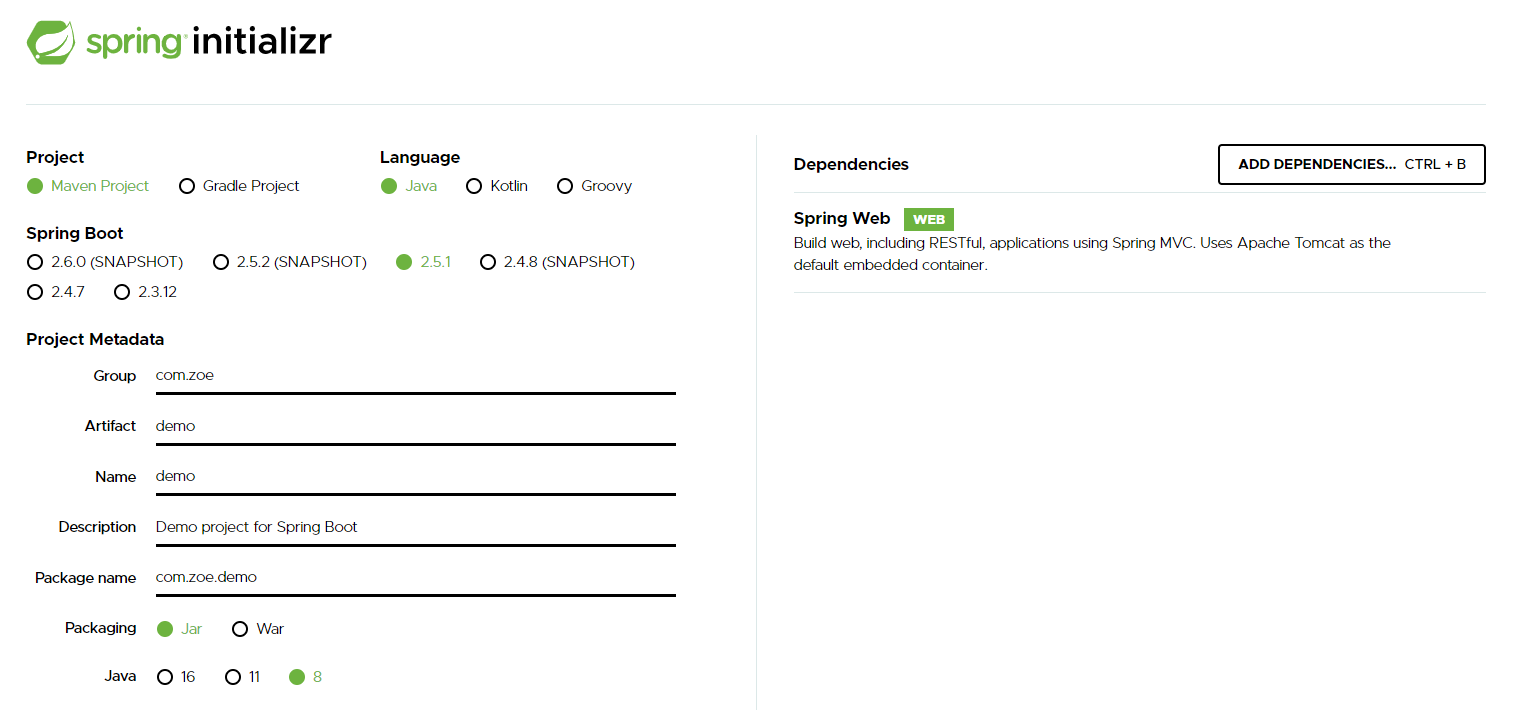 spring initializr
Project
Maven Project Gradle Project
Language
Java Kotlin Groovy
Spring Boot
2.6.0 (SNAPSHOT) 2.5.2 (SNAPSHOT) 2.5.1 2.4.8 (SNAPSHOT)
2.4.7 2.3.12
Project Metadata
Group com.zoe
Artifact demo
Name demo
Description Demo project for Spring Boot
Package name com.zoe.demo
Packaging Jar War
Java 16 11 8
Dependencies ADD DEPENDENCIES... CTRL + B
Spring Web WEB
Build web, including RESTful, applications using Spring MVC. Uses Apache Tomcat as the
default embedded container.